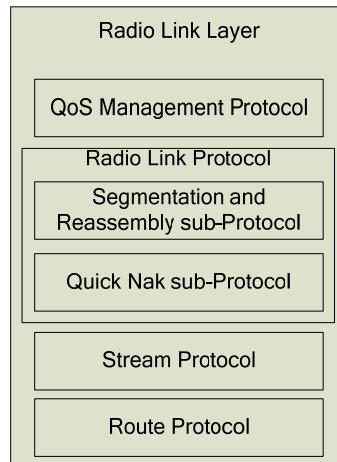 Radio Link Layer
QoS Management Protocol
Radio Link Protocol
Segmentation and
Reassembly sub-Protocol
Quick Nak sub-Protocol
Stream Protocol
Route Protocol